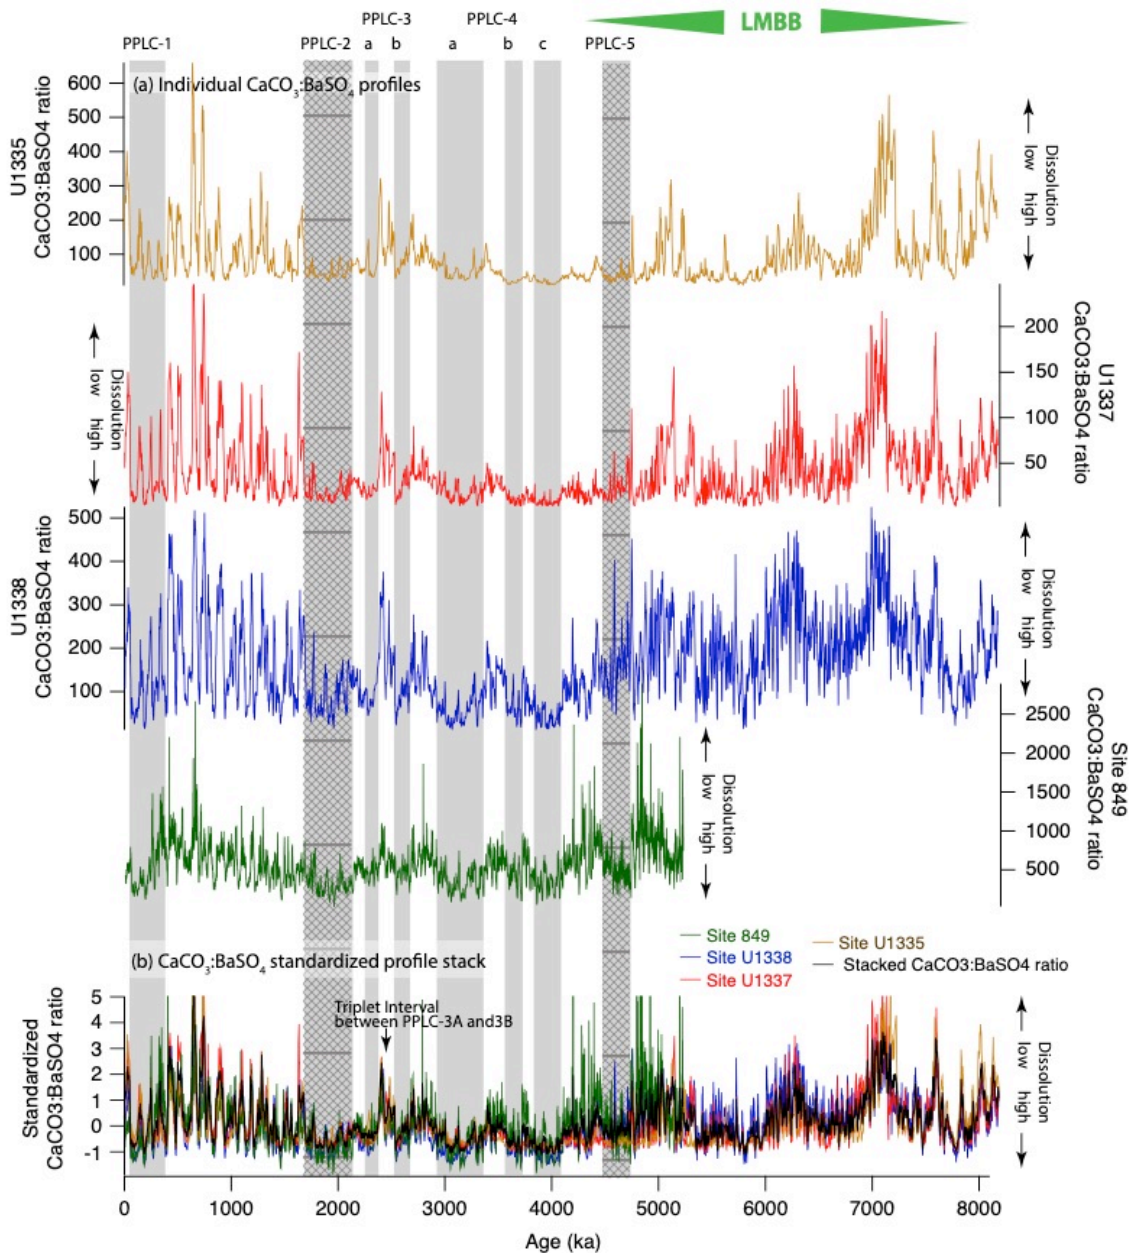 PPLC-3
PPLC-4
LMBB
PPLC-1
PPLC-2
a
b
a
b
c
PPLC-5
(a) Individual CaCO3:BaSO4 profiles
U1335
CaCO3:BaSO4 ratio
600
500
400
300
200
100
Dissolution
low high
U1337
CaCO3:BaSO4 ratio
200
150
100
50
Dissolution
low high
U1338
CaCO3:BaSO4 ratio
500
400
300
200
100
Dissolution
low high
Site 849
CaCO3:BaSO4 ratio
2500
2000
1500
1000
500
Dissolution
low high
(b) CaCO3:BaSO4 standardized profile stack
Site 849
Site U1338
Site U1337
Site U1335
Stacked CaCO3:BaSO4 ratio
Triplet Interval
between PPLC-3A and3B
Standardized
CaCO3:BaSO4 ratio
5
4
3
2
1
0
-1
Dissolution
low high
0 1000 2000 3000 4000 5000 6000 7000 8000
Age (ka)